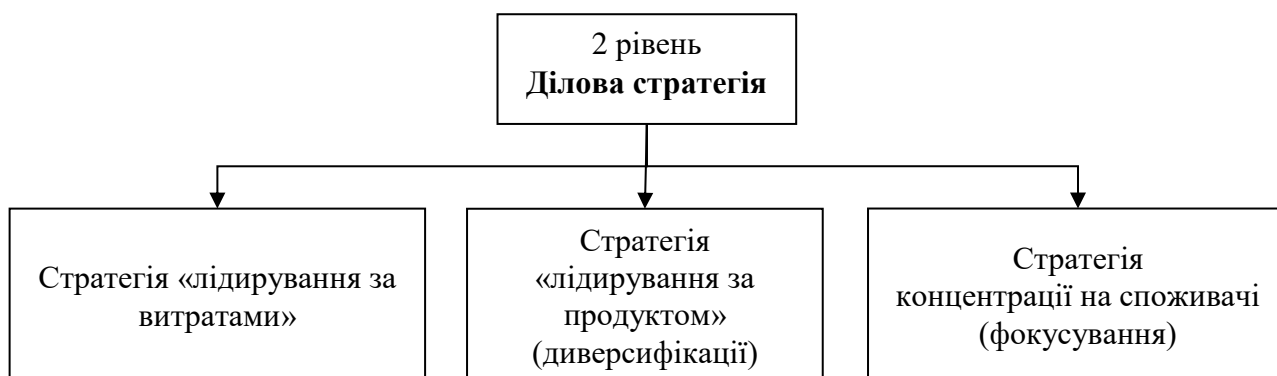 2 рівень
Ділова стратегія
Стратегія «лідирування за
витратами»
Стратегія
«лідирування за
продуктом»
(диверсифікації)
Стратегія
концентрації на споживачі
(фокусування)